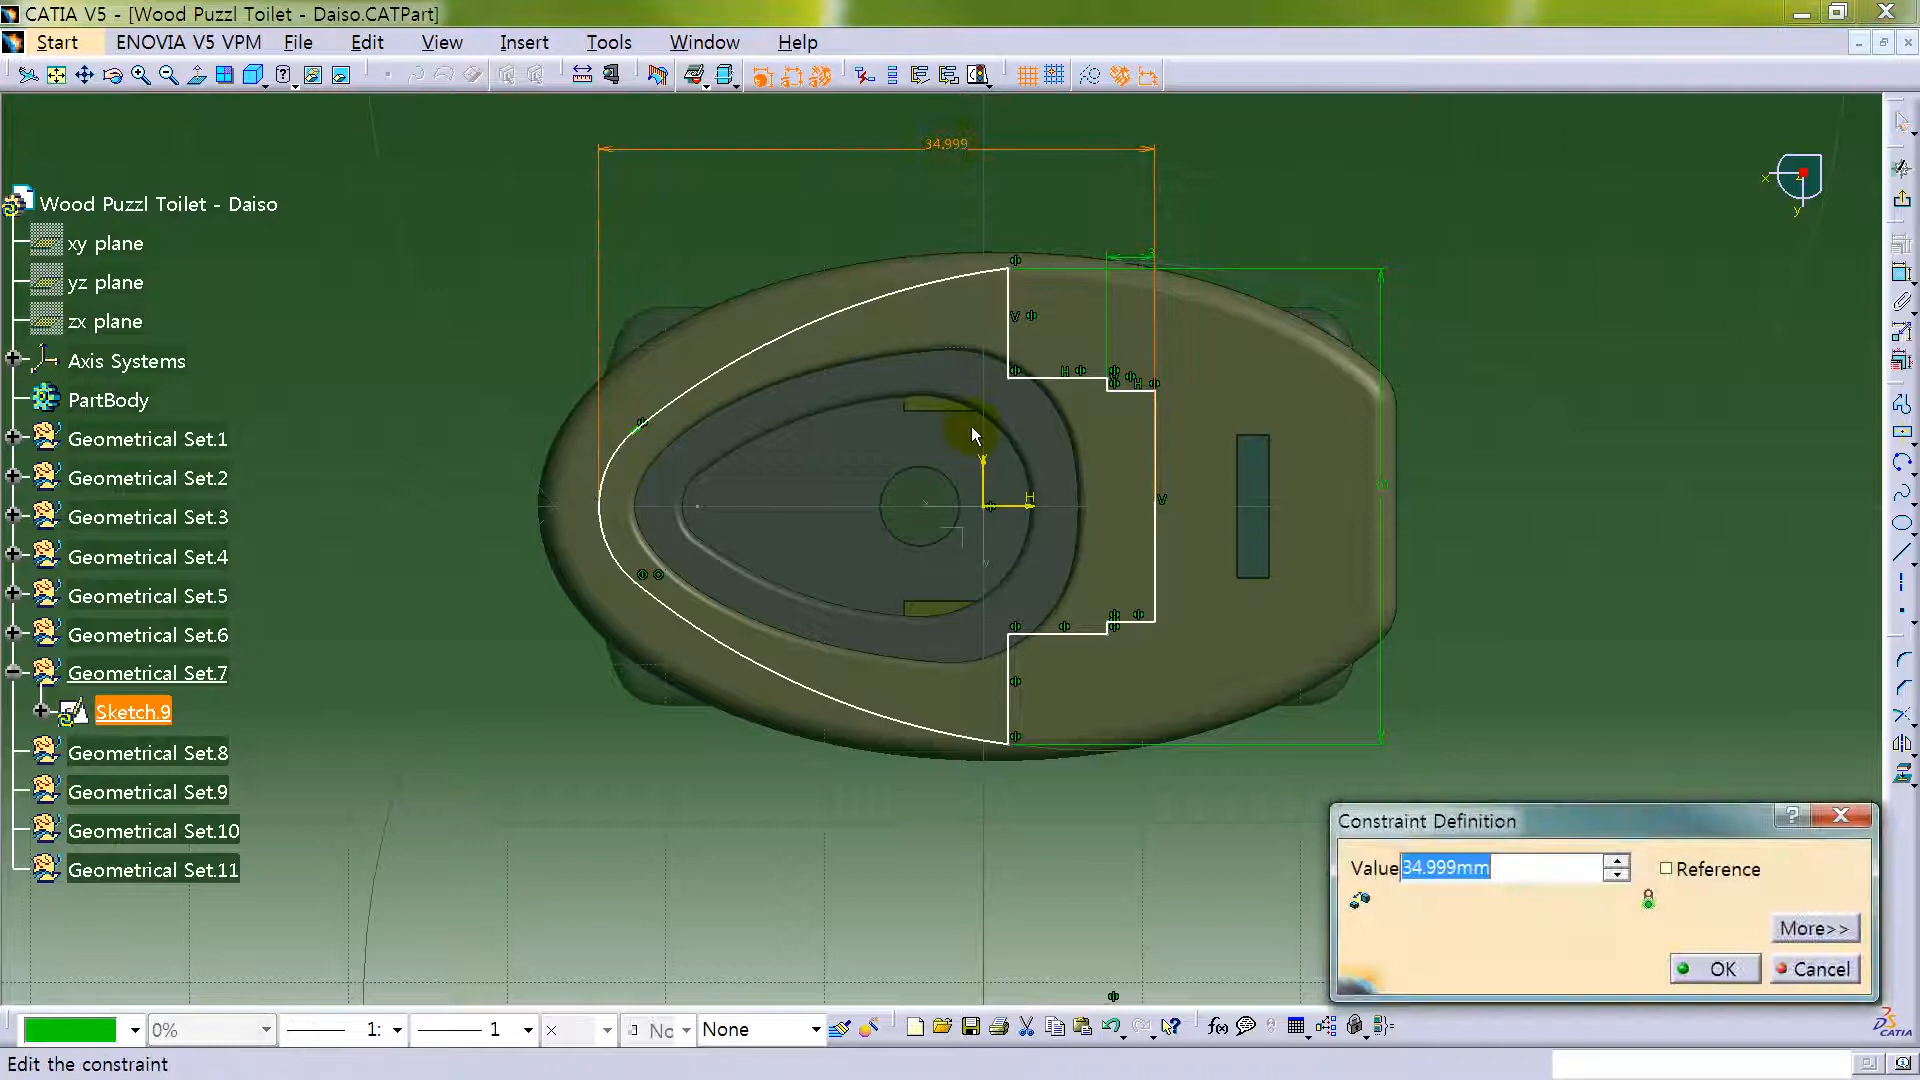 CATIA V5 - [Wood Puzzl Toilet - Daiso.CATPart]
Start ENOVIA V5 VPM File Edit View Insert Tools Window Help
34.999
3
x
y
Wood Puzzl Toilet - Daiso
xy plane
yz plane
zx plane
Axis Systems
PartBody
Geometrical Set.1
Geometrical Set.2
Geometrical Set.3
Geometrical Set.4
Geometrical Set.5
Geometrical Set.6
Geometrical Set.7
Sketch.9
Geometrical Set.8
Geometrical Set.9
Geometrical Set.10
Geometrical Set.11
V
H
H
V
H
V
Constraint Definition
Value 34.999mm
Reference
More>>
OK Cancel
0% 1: 1 Nc None
CATIA
Edit the constraint